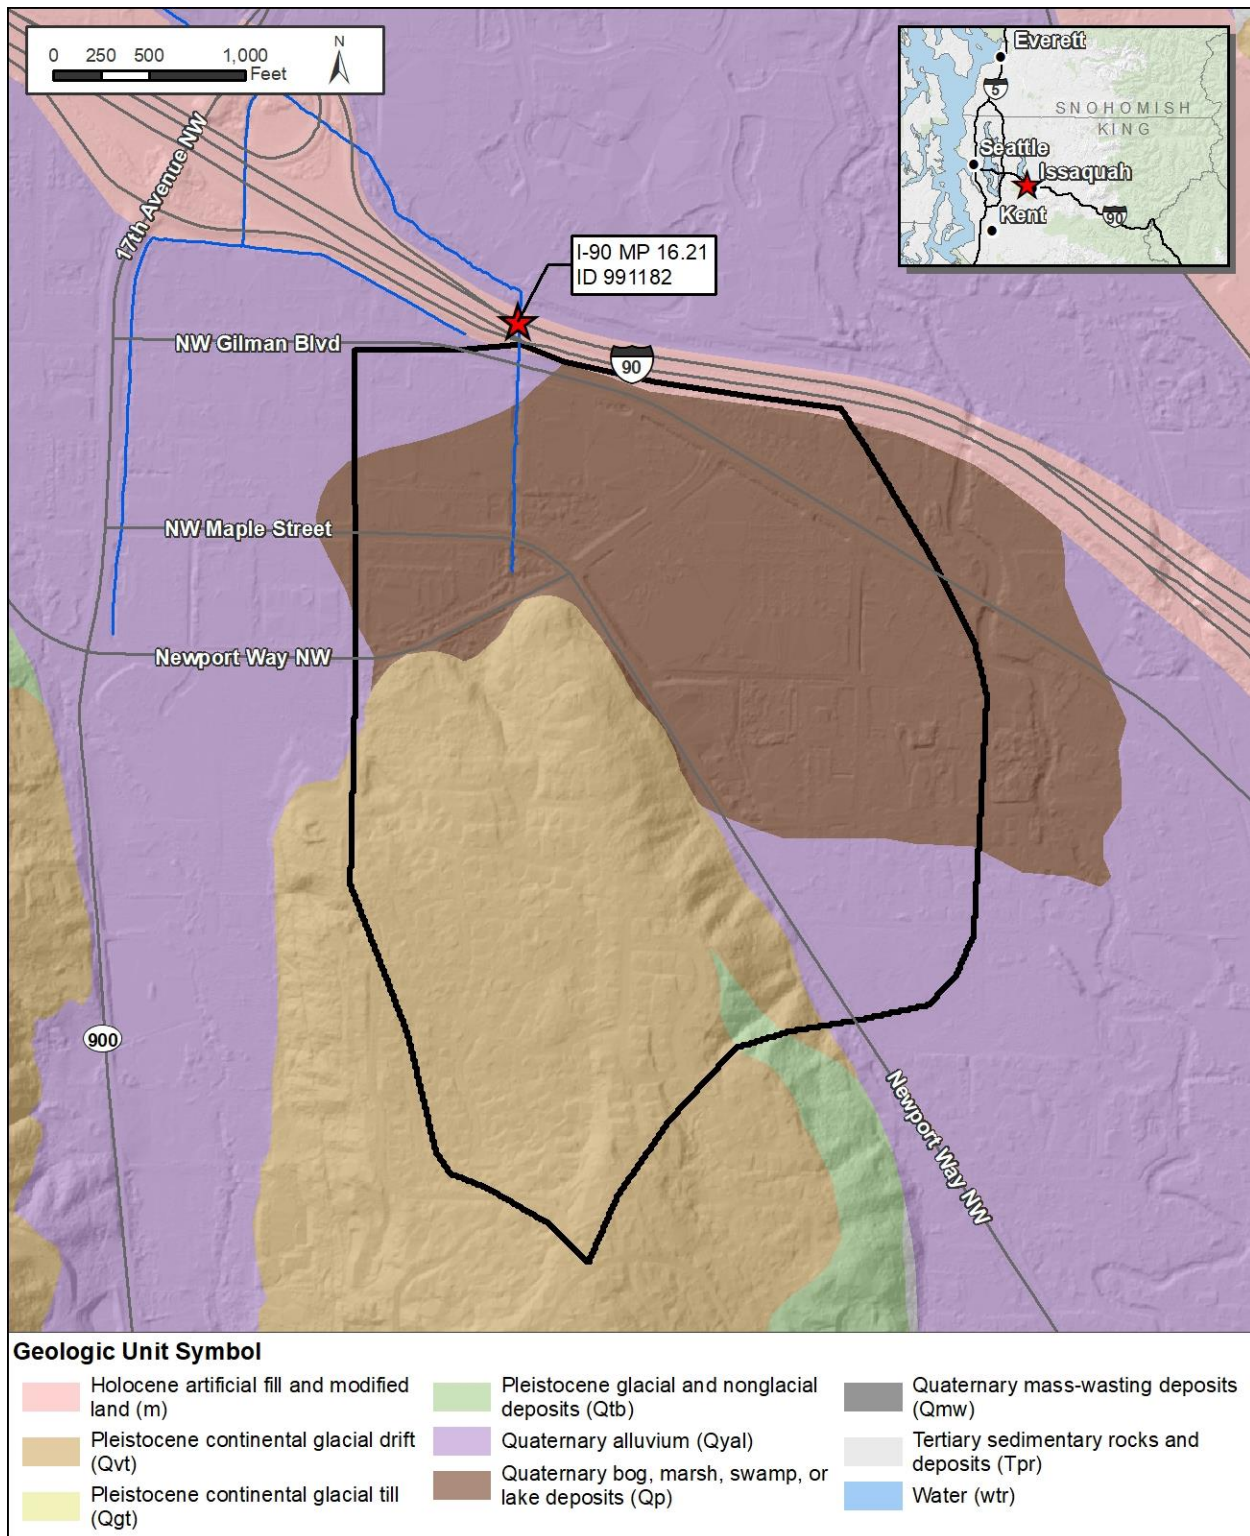 0 250 500 1,000
Feet
N
Everett
5
SNOHOMISH
KING
Seattle
Issaquah
90
Kent
17th Avenue NW
I-90 MP 16.21
ID 991182
NW Gilman Blvd
90
NW Maple Street
Newport Way NW
900
Newport Way NW
Geologic Unit Symbol
Holocene artificial fill and modified
land (m)
Pleistocene continental glacial drift
(Qvt)
Pleistocene continental glacial till
(Qgt)
Pleistocene glacial and nonglacial
deposits (Qtb)
Quaternary alluvium (Qyal)
Quaternary bog, marsh, swamp, or
lake deposits (Qp)
Quaternary mass-wasting deposits
(Qmw)
Tertiary sedimentary rocks and
deposits (Tpr)
Water (wtr)